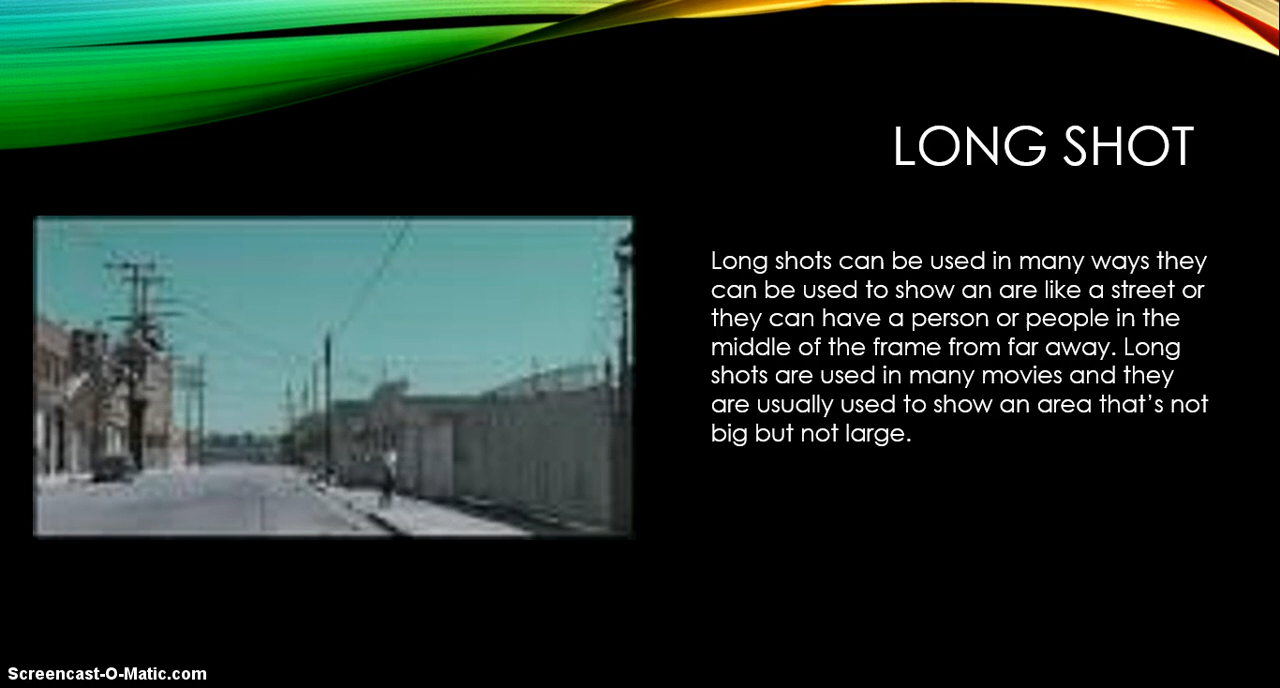 LONG SHOT
Long shots can be used in many ways they
can be used to show an are like a street or
they can have a person or people in the
middle of the frame from far away. Long
shots are used in many movies and they
are usually used to show an area that’s not
big but not large.
Screencast-O-Matic.com